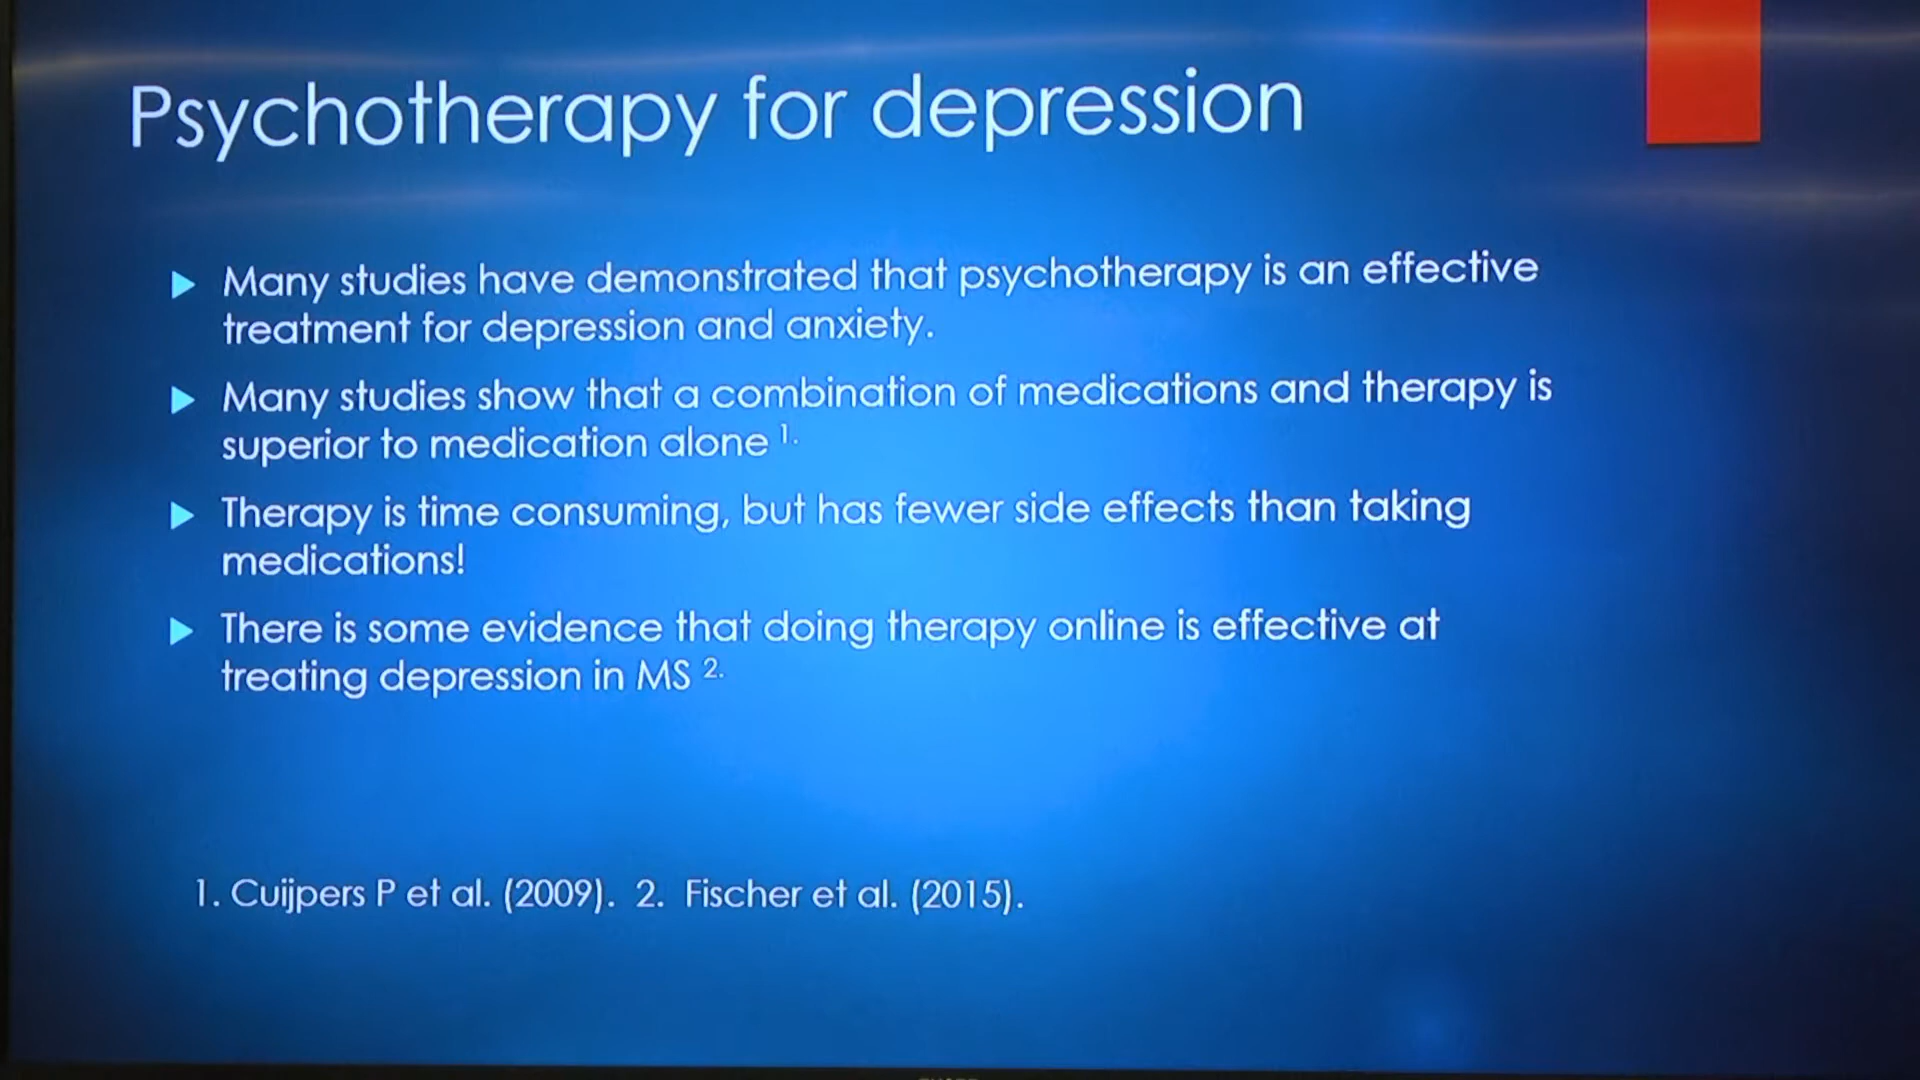 Psychotherapy for depression
Many studies have demonstrated that psychotherapy is an effective
treatment for depression and anxiety.
Many studies show that a combination of medications and therapy is
superior to medication alone 1.
Therapy is time consuming, but has fewer side effects than taking
medications!
There is some evidence that doing therapy online is effective at
treating depression in MS 2.
1. Cuijpers P et al. (2009). 2. Fischer et al. (2015).